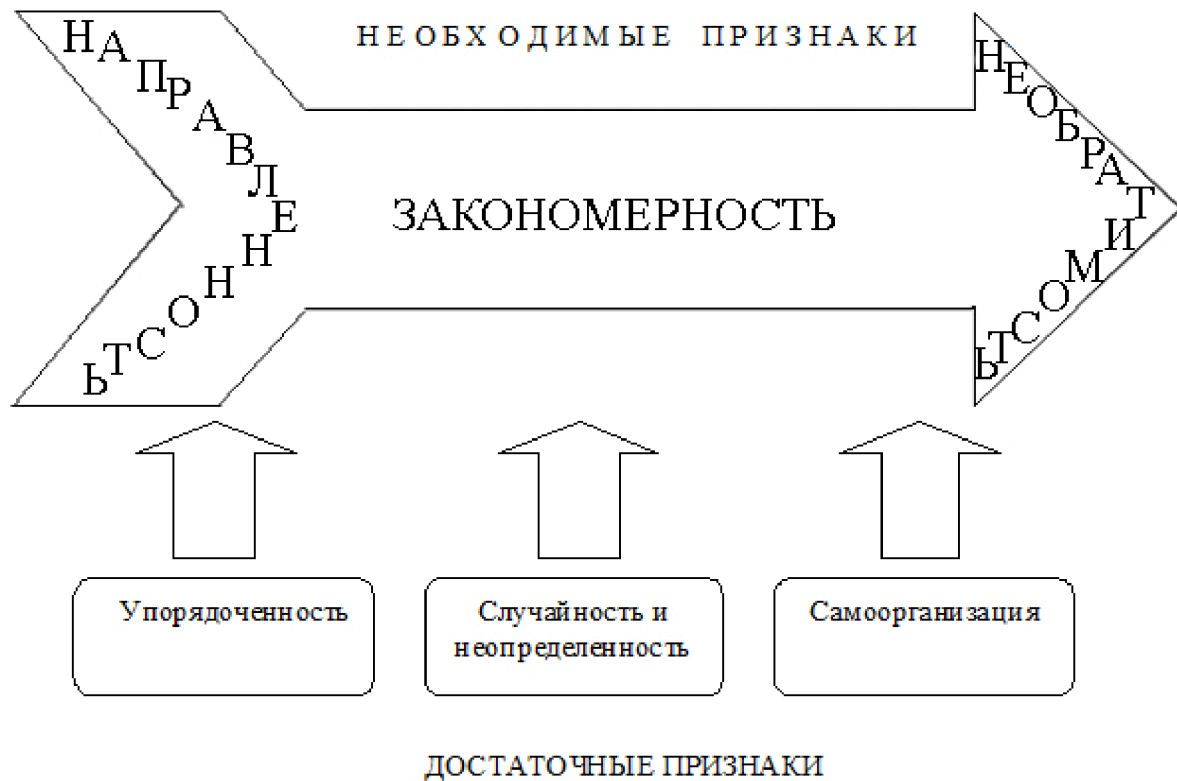 НЕОБХОДИМЫЕ ПРИЗНАКИ
НАПРАВЛЕННОСТЬ
ЗАКОНОМЕРНОСТЬ
НЕОБРАТИМОСТЬ
Упорядоченность
Случайность и
неопределенность
Самоорганизация
ДОСТАТОЧНЫЕ ПРИЗНАКИ